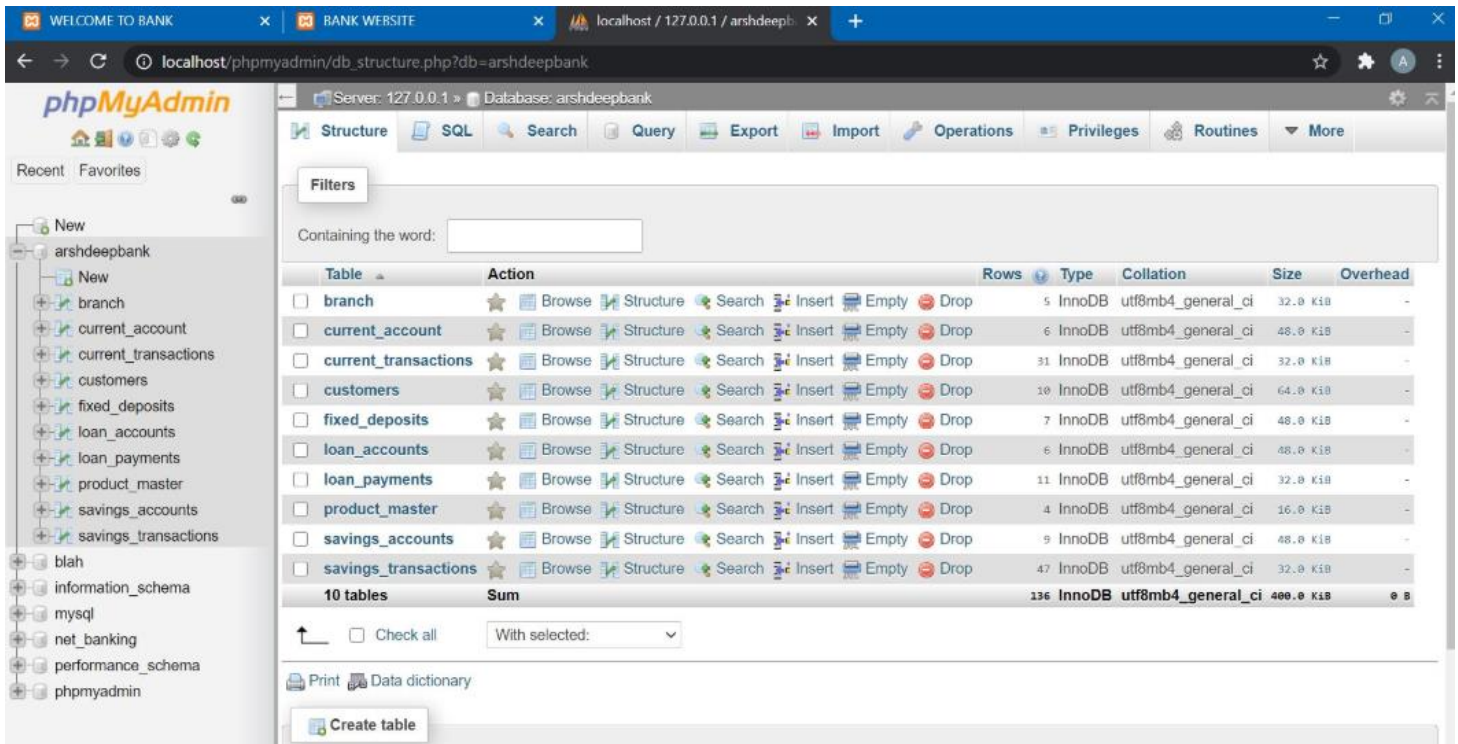 WELCOME TO BANK
BANK WEBSITE
localhost / 127.0.0.1 / arshdeepb
localhost/phpmyadmin/db_structure.php?db=arshdeepbank
A
phpMyAdmin
Recent Favorites
New
arshdeepbank
New
branch
current_account
current_transactions
customers
fixed_deposits
loan_accounts
loan_payments
product_master
savings_accounts
savings_transactions
blah
information_schema
mysql
net_banking
performance_schema
phpmyadmin
Server: 127.0.0.1 » Database: arshdeepbank
Structure SQL Search Query Export Import Operations Privileges Routines More
Filters
Containing the word:
Table Action Rows Type Collation Size Overhead
branch Browse Structure Search Insert Empty Drop 5 InnoDB utf8mb4_general_ci 32.0 KiB -
current_account Browse Structure Search Insert Empty Drop 6 InnoDB utf8mb4_general_ci 48.0 KiB -
current_transactions Browse Structure Search Insert Empty Drop 31 InnoDB utf8mb4_general_ci 32.0 KiB -
customers Browse Structure Search Insert Empty Drop 10 InnoDB utf8mb4_general_ci 64.0 KiB -
fixed_deposits Browse Structure Search Insert Empty Drop 7 InnoDB utf8mb4_general_ci 48.0 KiB -
loan_accounts Browse Structure Search Insert Empty Drop 6 InnoDB utf8mb4_general_ci 48.0 KiB -
loan_payments Browse Structure Search Insert Empty Drop 11 InnoDB utf8mb4_general_ci 32.0 KiB -
product_master Browse Structure Search Insert Empty Drop 4 InnoDB utf8mb4_general_ci 16.0 KiB -
savings_accounts Browse Structure Search Insert Empty Drop 9 InnoDB utf8mb4_general_ci 48.0 KiB -
savings_transactions Browse Structure Search Insert Empty Drop 47 InnoDB utf8mb4_general_ci 32.0 KiB -
10 tables Sum 136 InnoDB utf8mb4_general_ci 400.0 KiB 0 B
Check all With selected:
Print Data dictionary
Create table